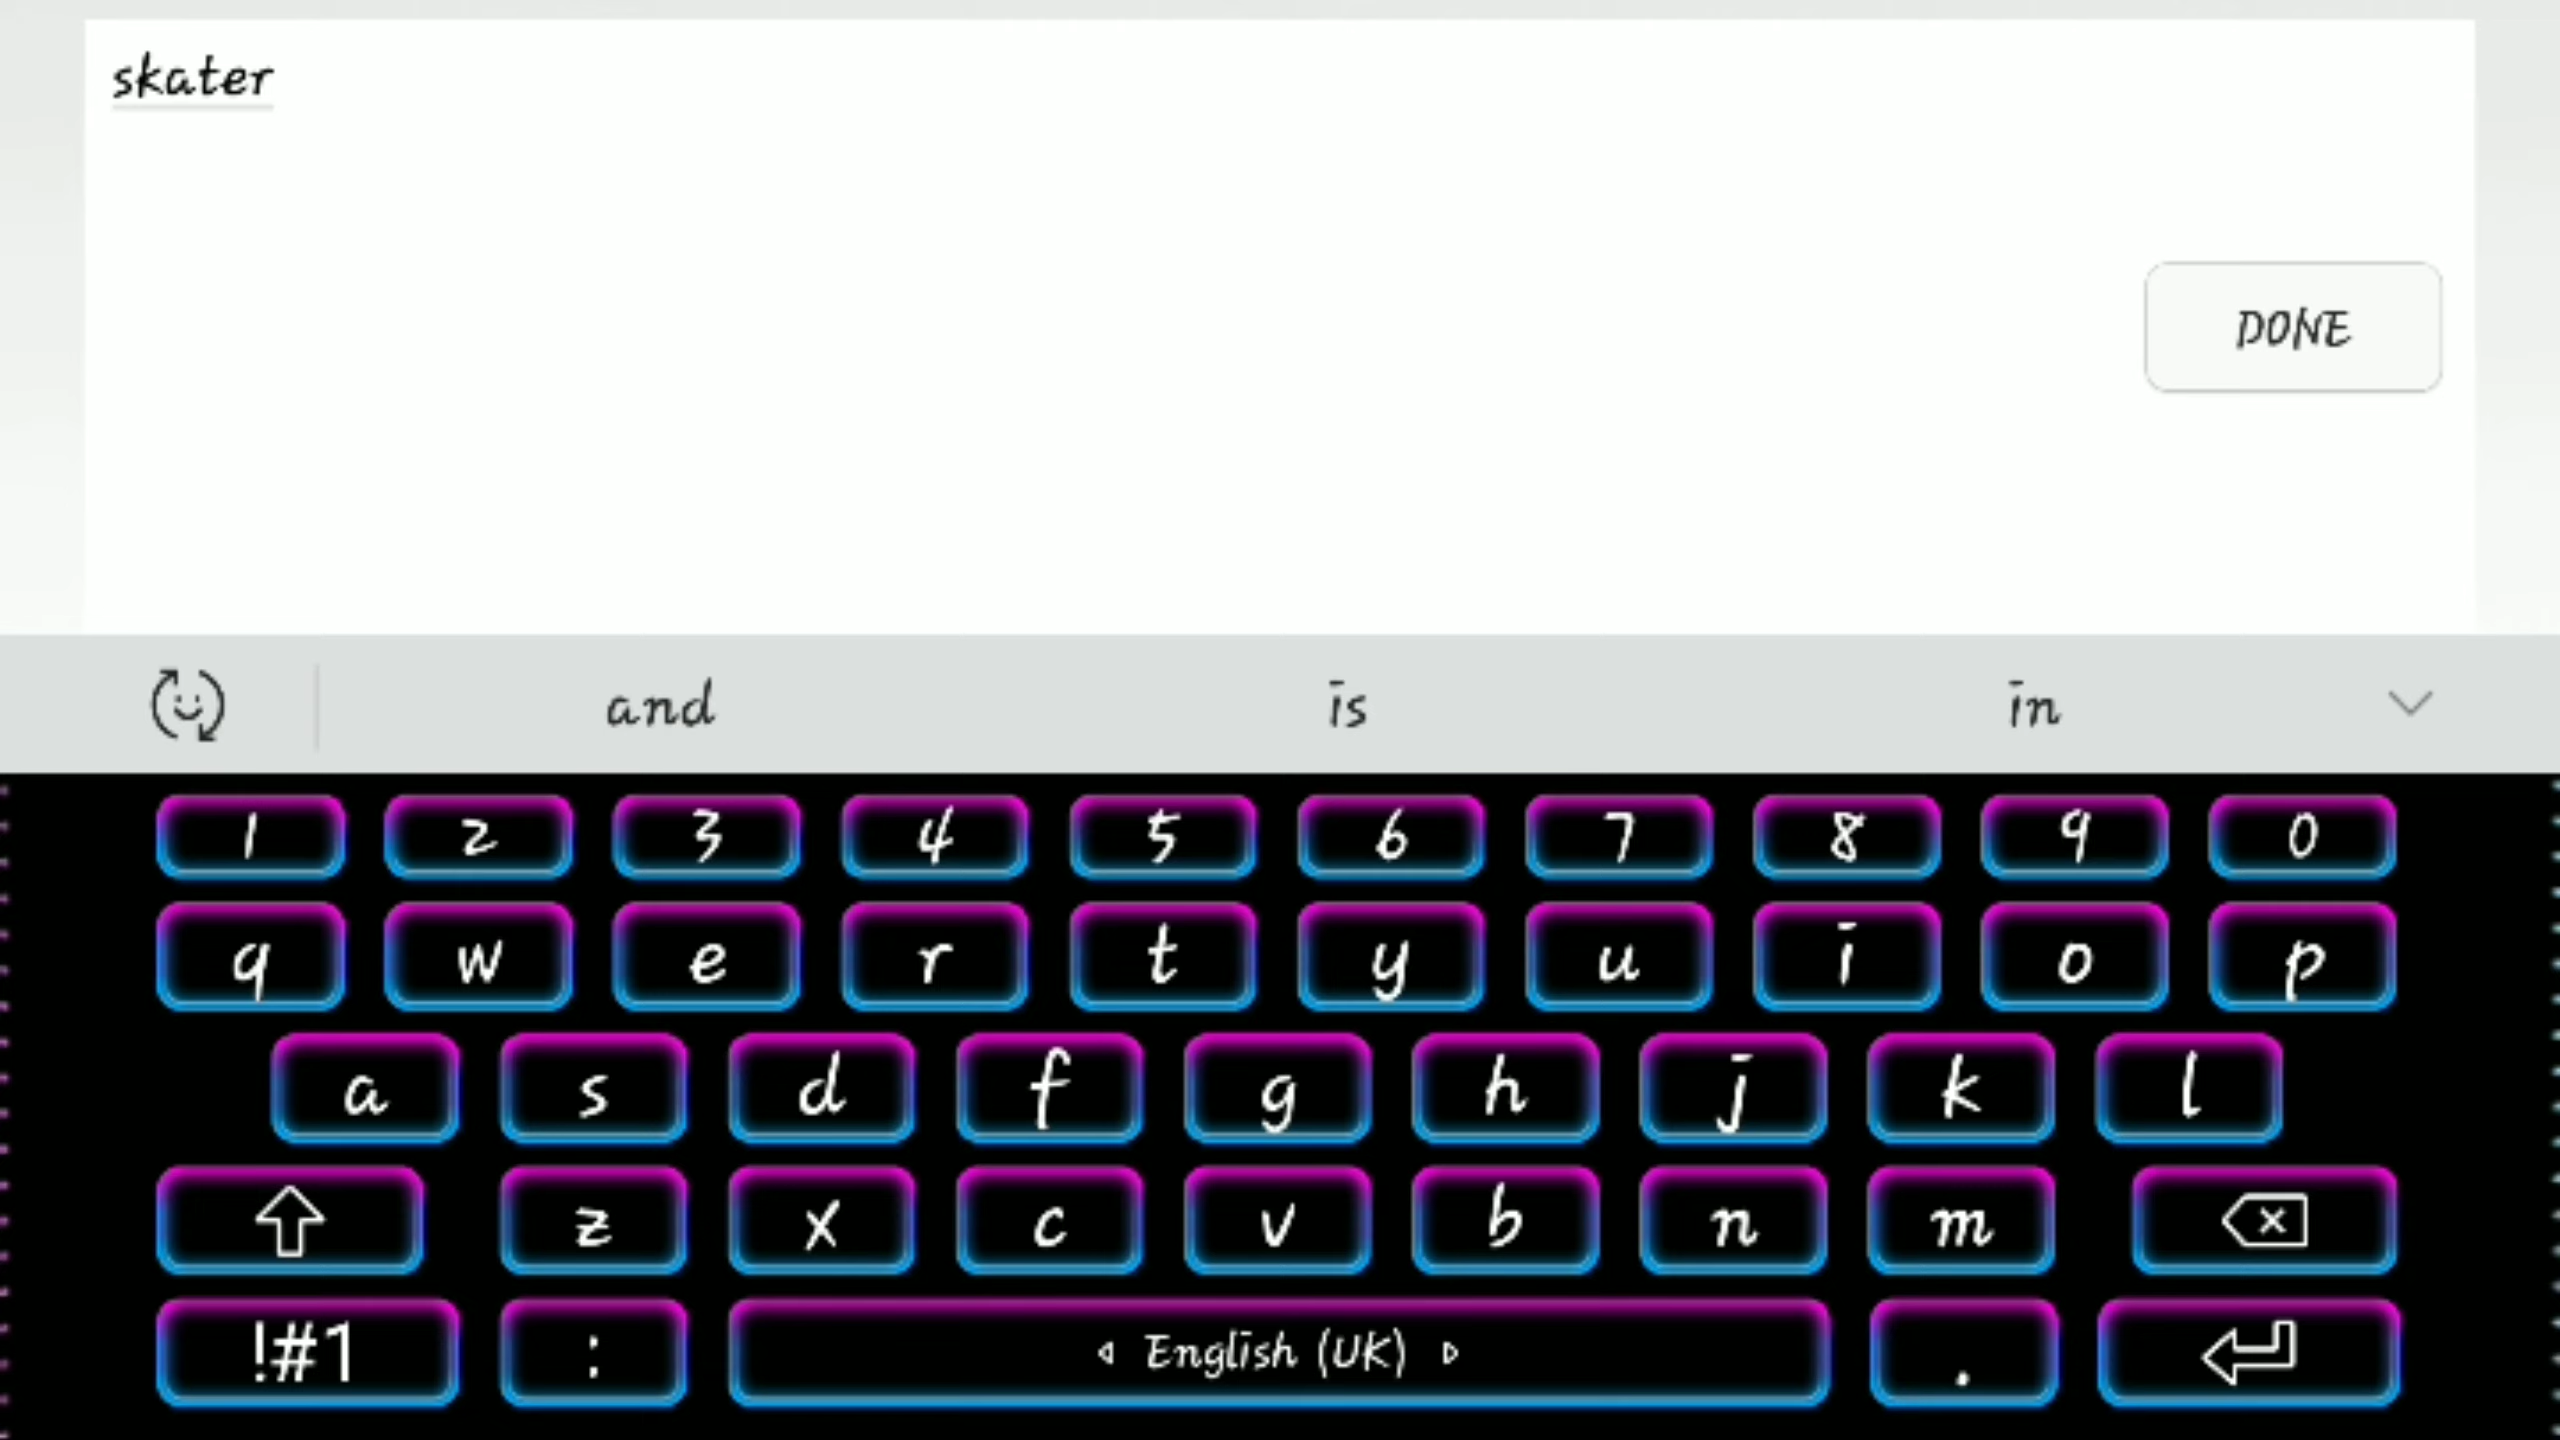 skater
DONE
and is in
1 2 3 4 5 6 7 8 9 0
q w e r t y u i o p
a s d f g h j k l
z x c v b n m
!#1 : English (UK) .